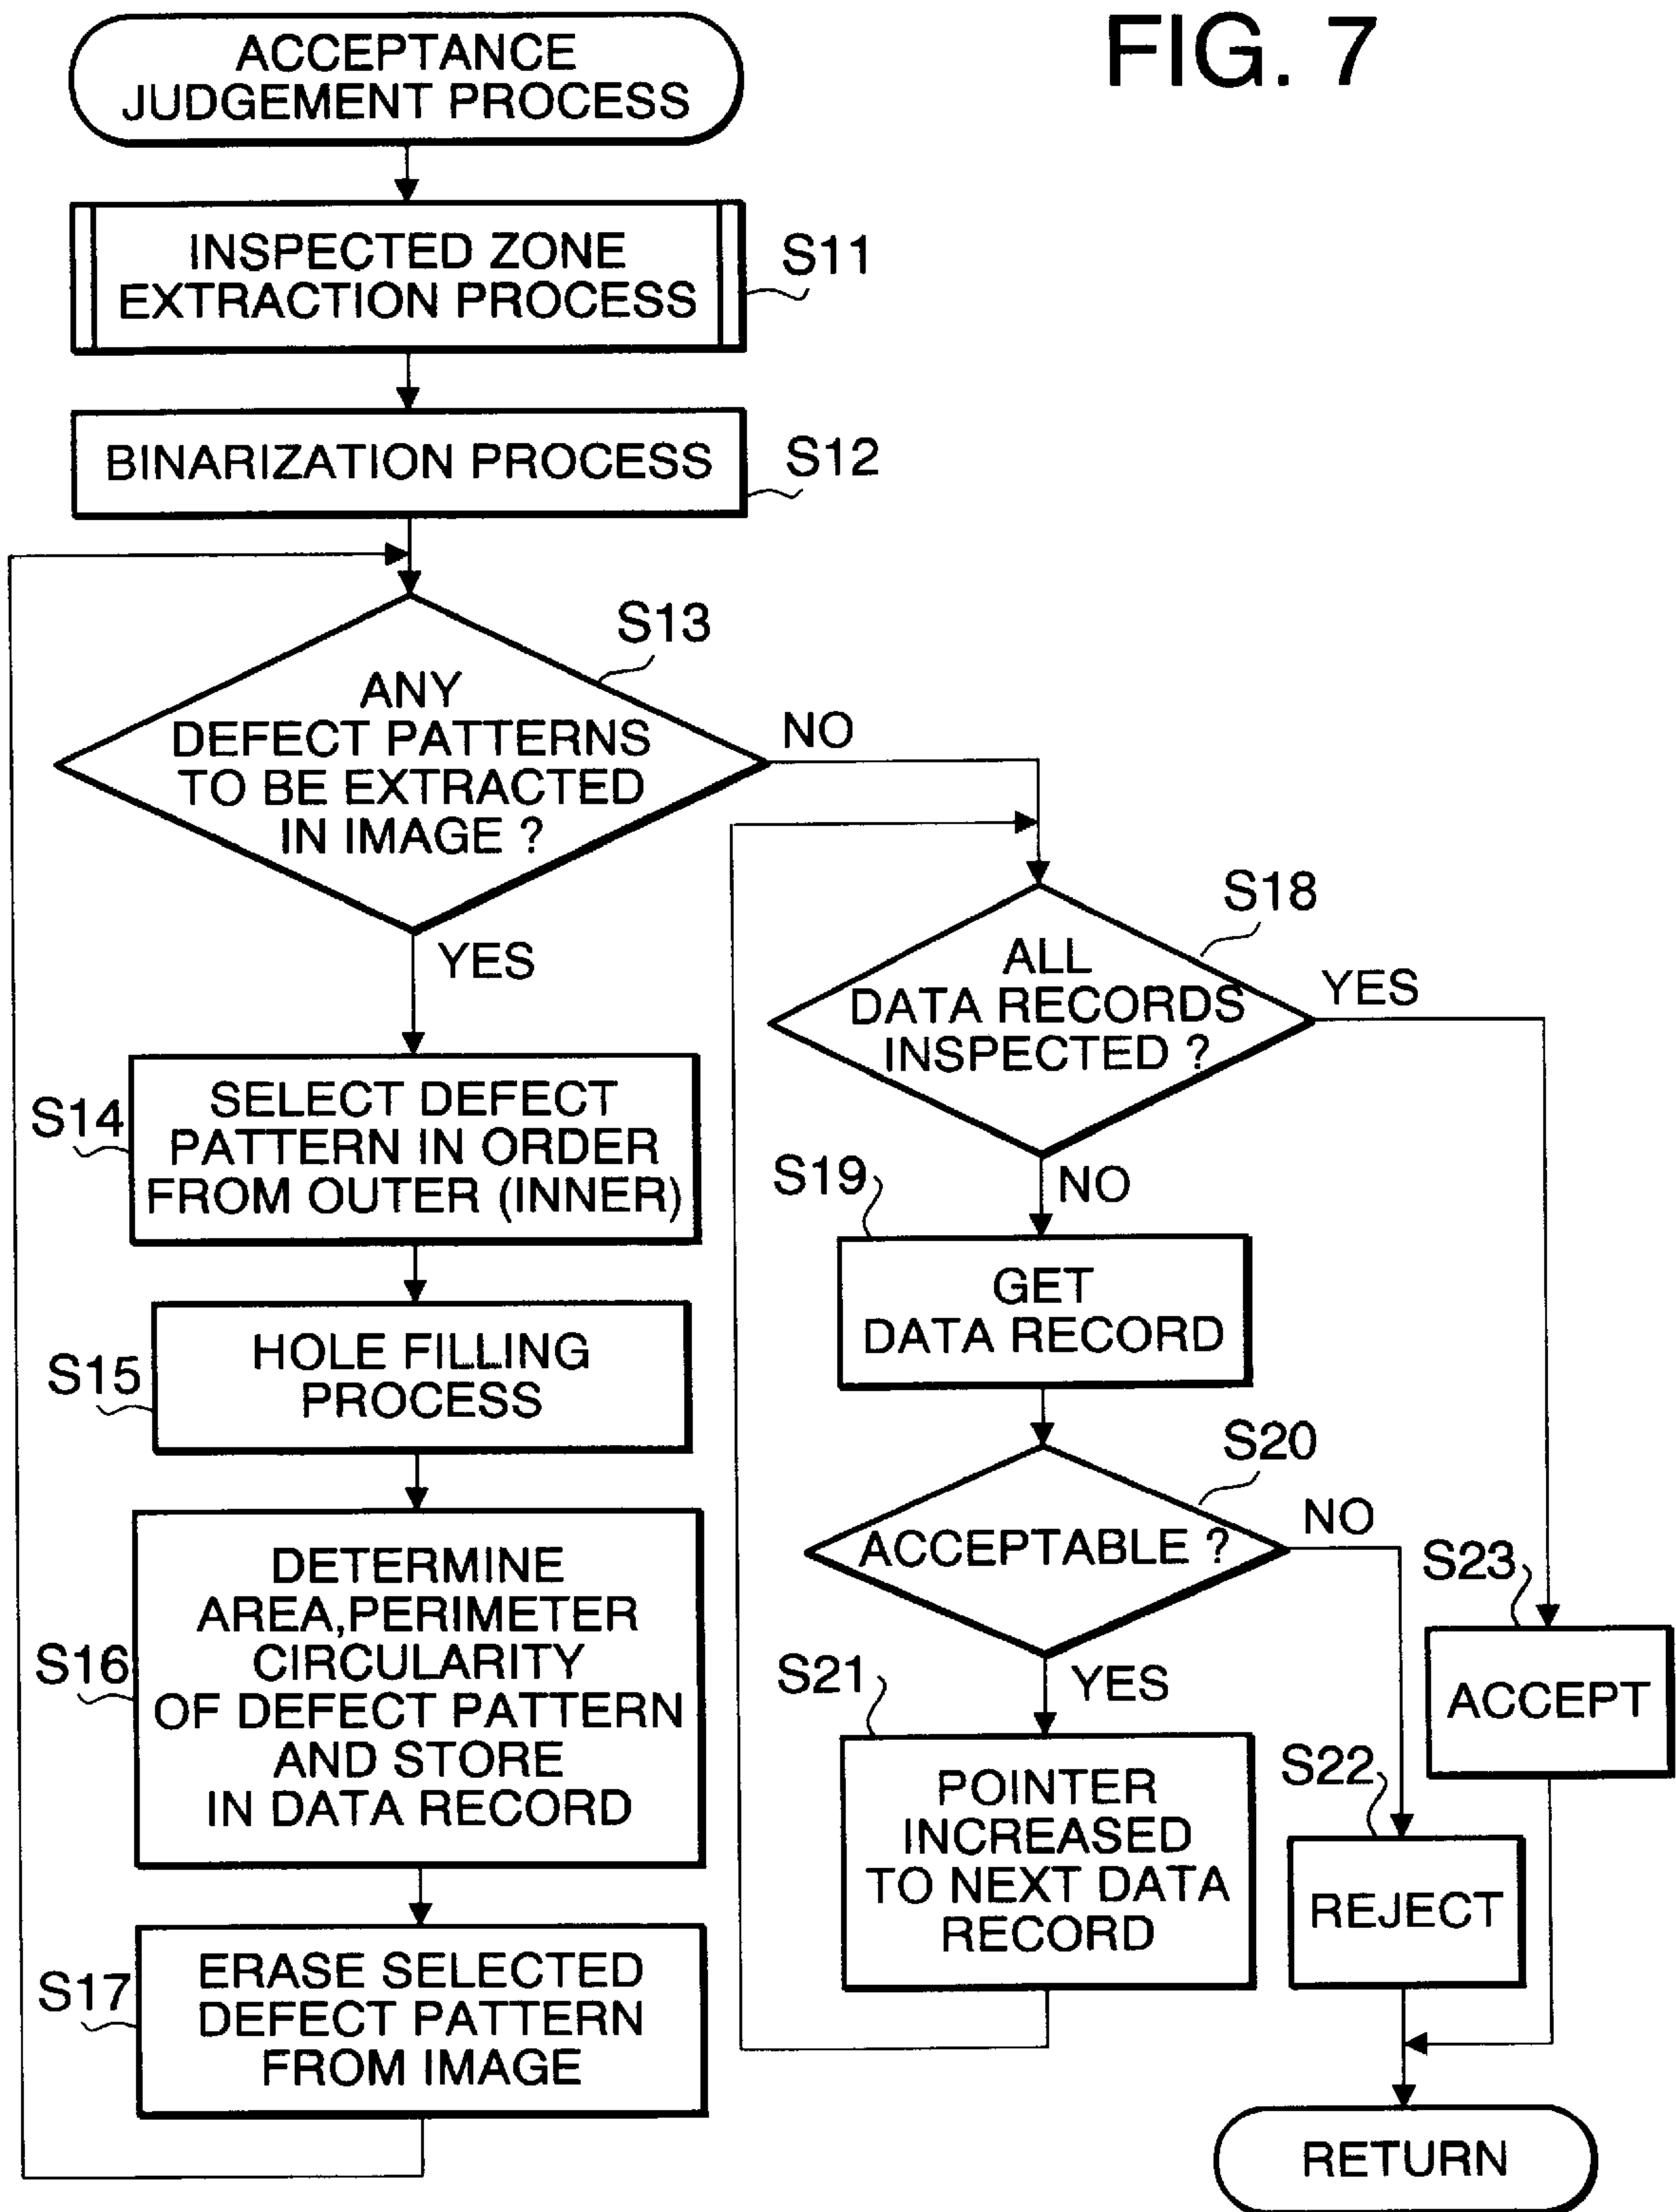 FIG. 7
ACCEPTANCE
JUDGEMENT PROCESS
INSPECTED ZONE
EXTRACTION PROCESS
S11
BINARIZATION PROCESS
S12
S13
ANY
DEFECT PATTERNS
TO BE EXTRACTED
IN IMAGE ?
NO
YES
S14
SELECT DEFECT
PATTERN IN ORDER
FROM OUTER (INNER)
S15
HOLE FILLING
PROCESS
S16
DETERMINE
AREA,PERIMETER
CIRCULARITY
OF DEFECT PATTERN
AND STORE
IN DATA RECORD
S17
ERASE SELECTED
DEFECT PATTERN
FROM IMAGE
S18
ALL
DATA RECORDS
INSPECTED ?
YES
NO
S19
GET
DATA RECORD
S20
ACCEPTABLE ?
NO
YES
S21
POINTER
INCREASED
TO NEXT DATA
RECORD
S22
REJECT
S23
ACCEPT
RETURN